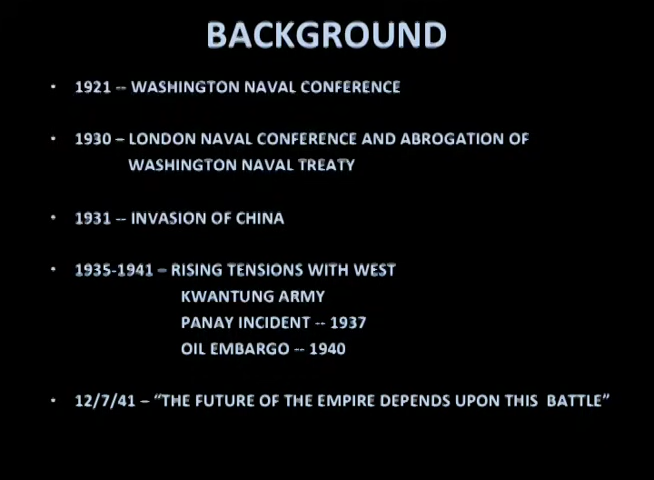 BACKGROUND
• 1921 -- WASHINGTON NAVAL CONFERENCE
• 1930 – LONDON NAVAL CONFERENCE AND ABROGATION OF
WASHINGTON NAVAL TREATY
• 1931 -- INVASION OF CHINA
• 1935-1941 – RISING TENSIONS WITH WEST
KWANTUNG ARMY
PANAY INCIDENT -- 1937
OIL EMBARGO -- 1940
• 12/7/41 – “THE FUTURE OF THE EMPIRE DEPENDS UPON THIS BATTLE”